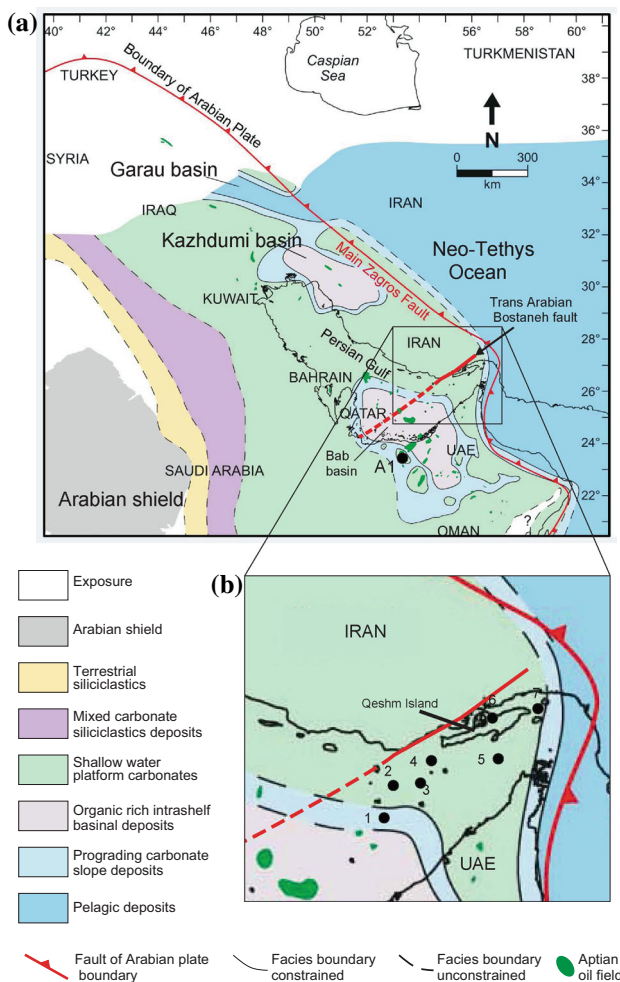 (a)
40° 44° 48° 52° 56° 60°
Caspian
Sea
TURKMENISTAN
TURKEY
Boundary of Arabian Plate
38°
36°
N
0 300
km
SYRIA
Garau basin
34°
IRAQ
IRAN
32°
Kazhdumi basin
Main Zagros Fault
Neo-Tethys
Ocean
30°
KUWAIT
Trans Arabian
Bostaneh fault
28°
Persian Gulf
IRAN
BAHRAIN
26°
QATAR
24°
Bab
basin
UAE
A1
SAUDI ARABIA
Arabian shield
22°
?
OMAN
(b)
Exposure
Arabian shield
Terrestrial
siliciclastics
Mixed carbonate
siliciclastics deposits
Shallow water
platform carbonates
Organic rich intrashelf
basinal deposits
Prograding carbonate
slope deposits
Pelagic deposits
IRAN
Qeshm Island
6
7
4
5
2
3
1
UAE
Fault of Arabian plate
boundary
Facies boundary
constrained
Facies boundary
unconstrained
Aptian
oil field